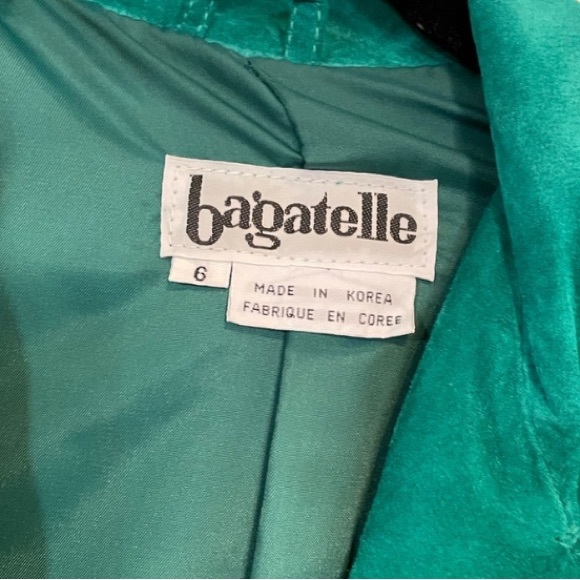 bagatelle
6
MADE IN KOREA
FABRIQUE EN COREE